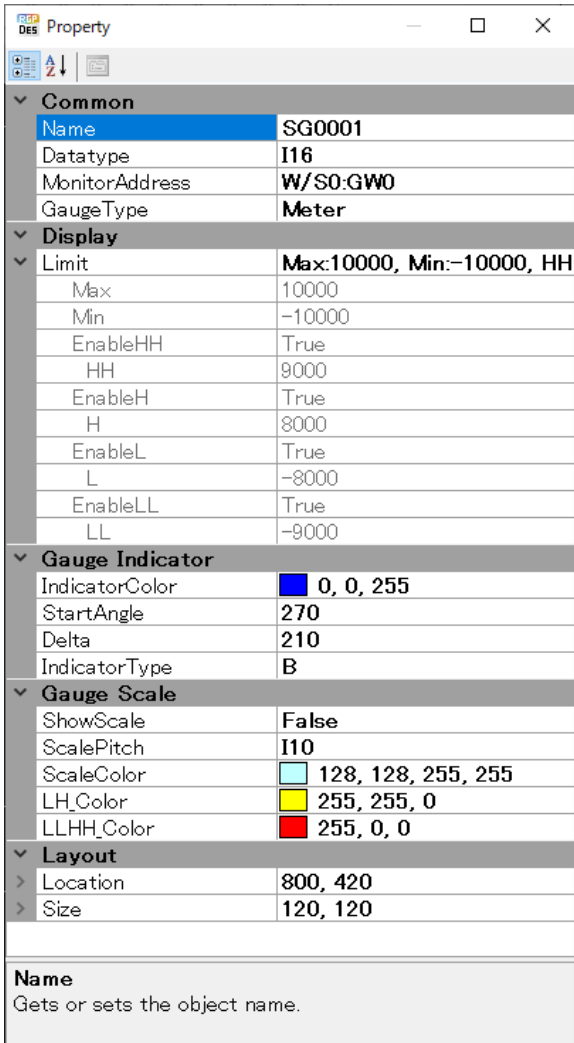 RGP
DES Property
A
Z
Common
Name SG0001
Datatype I16
MonitorAddress W/S0:GW0
GaugeType Meter
Display
Limit Max:10000, Min:-10000, HH
Max 10000
Min -10000
EnableHH True
HH 9000
EnableH True
H 8000
EnableL True
L -8000
EnableLL True
LL -9000
Gauge Indicator
IndicatorColor 0, 0, 255
StartAngle 270
Delta 210
IndicatorType B
Gauge Scale
ShowScale False
ScalePitch I10
ScaleColor 128, 128, 255, 255
LH_Color 255, 255, 0
LLHH_Color 255, 0, 0
Layout
Location 800, 420
Size 120, 120
Name
Gets or sets the object name.